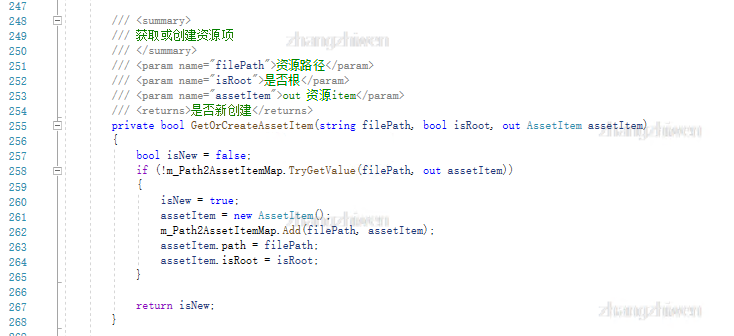 247
248 /// <summary>
249 /// 获取或创建资源项
250 /// </summary>
251 /// <param name="filePath">资源路径</param>
252 /// <param name="isRoot">是否根</param>
253 /// <param name="assetItem">out 资源item</param>
254 /// <returns>是否新创建</returns>
255 private bool GetOrCreateAssetItem(string filePath, bool isRoot, out AssetItem assetItem)
256 {
257 bool isNew = false;
258 if (!m_Path2AssetItemMap.TryGetValue(filePath, out assetItem))
259 {
260 isNew = true;
261 assetItem = new AssetItem();
262 m_Path2AssetItemMap.Add(filePath, assetItem);
263 assetItem.path = filePath;
264 assetItem.isRoot = isRoot;
265 }
266
267 return isNew;
268 }
zhangzhiwen
zhangzhiwen
zhangzhiwen
zhangzhiwen